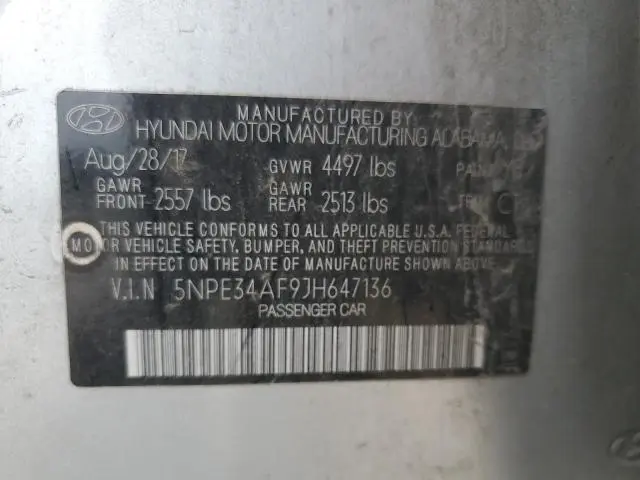 MANUFACTURED BY
HYUNDAI MOTOR MANUFACTURING ALABAMA,
Aug/28/17 GVWR 4497 lbs
GAWR FRONT 2557 lbs GAWR REAR 2513 lbs
THIS VEHICLE CONFORMS TO ALL APPLICABLE U.S.A. FEDERAL
MOTOR VEHICLE SAFETY, BUMPER, AND THEFT PREVENTION STANDARDS
IN EFFECT ON THE DATE OF MANUFACTURE SHOWN ABOVE.
V.I.N 5NPE34AF9JH647136
PASSENGER CAR